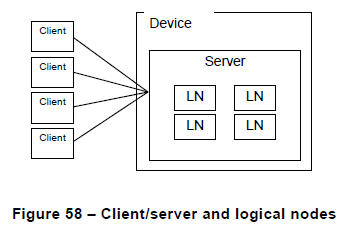 Device
Client
Client
Client
Client
Server
LN LN
LN LN
Figure 58 – Client/server and logical nodes